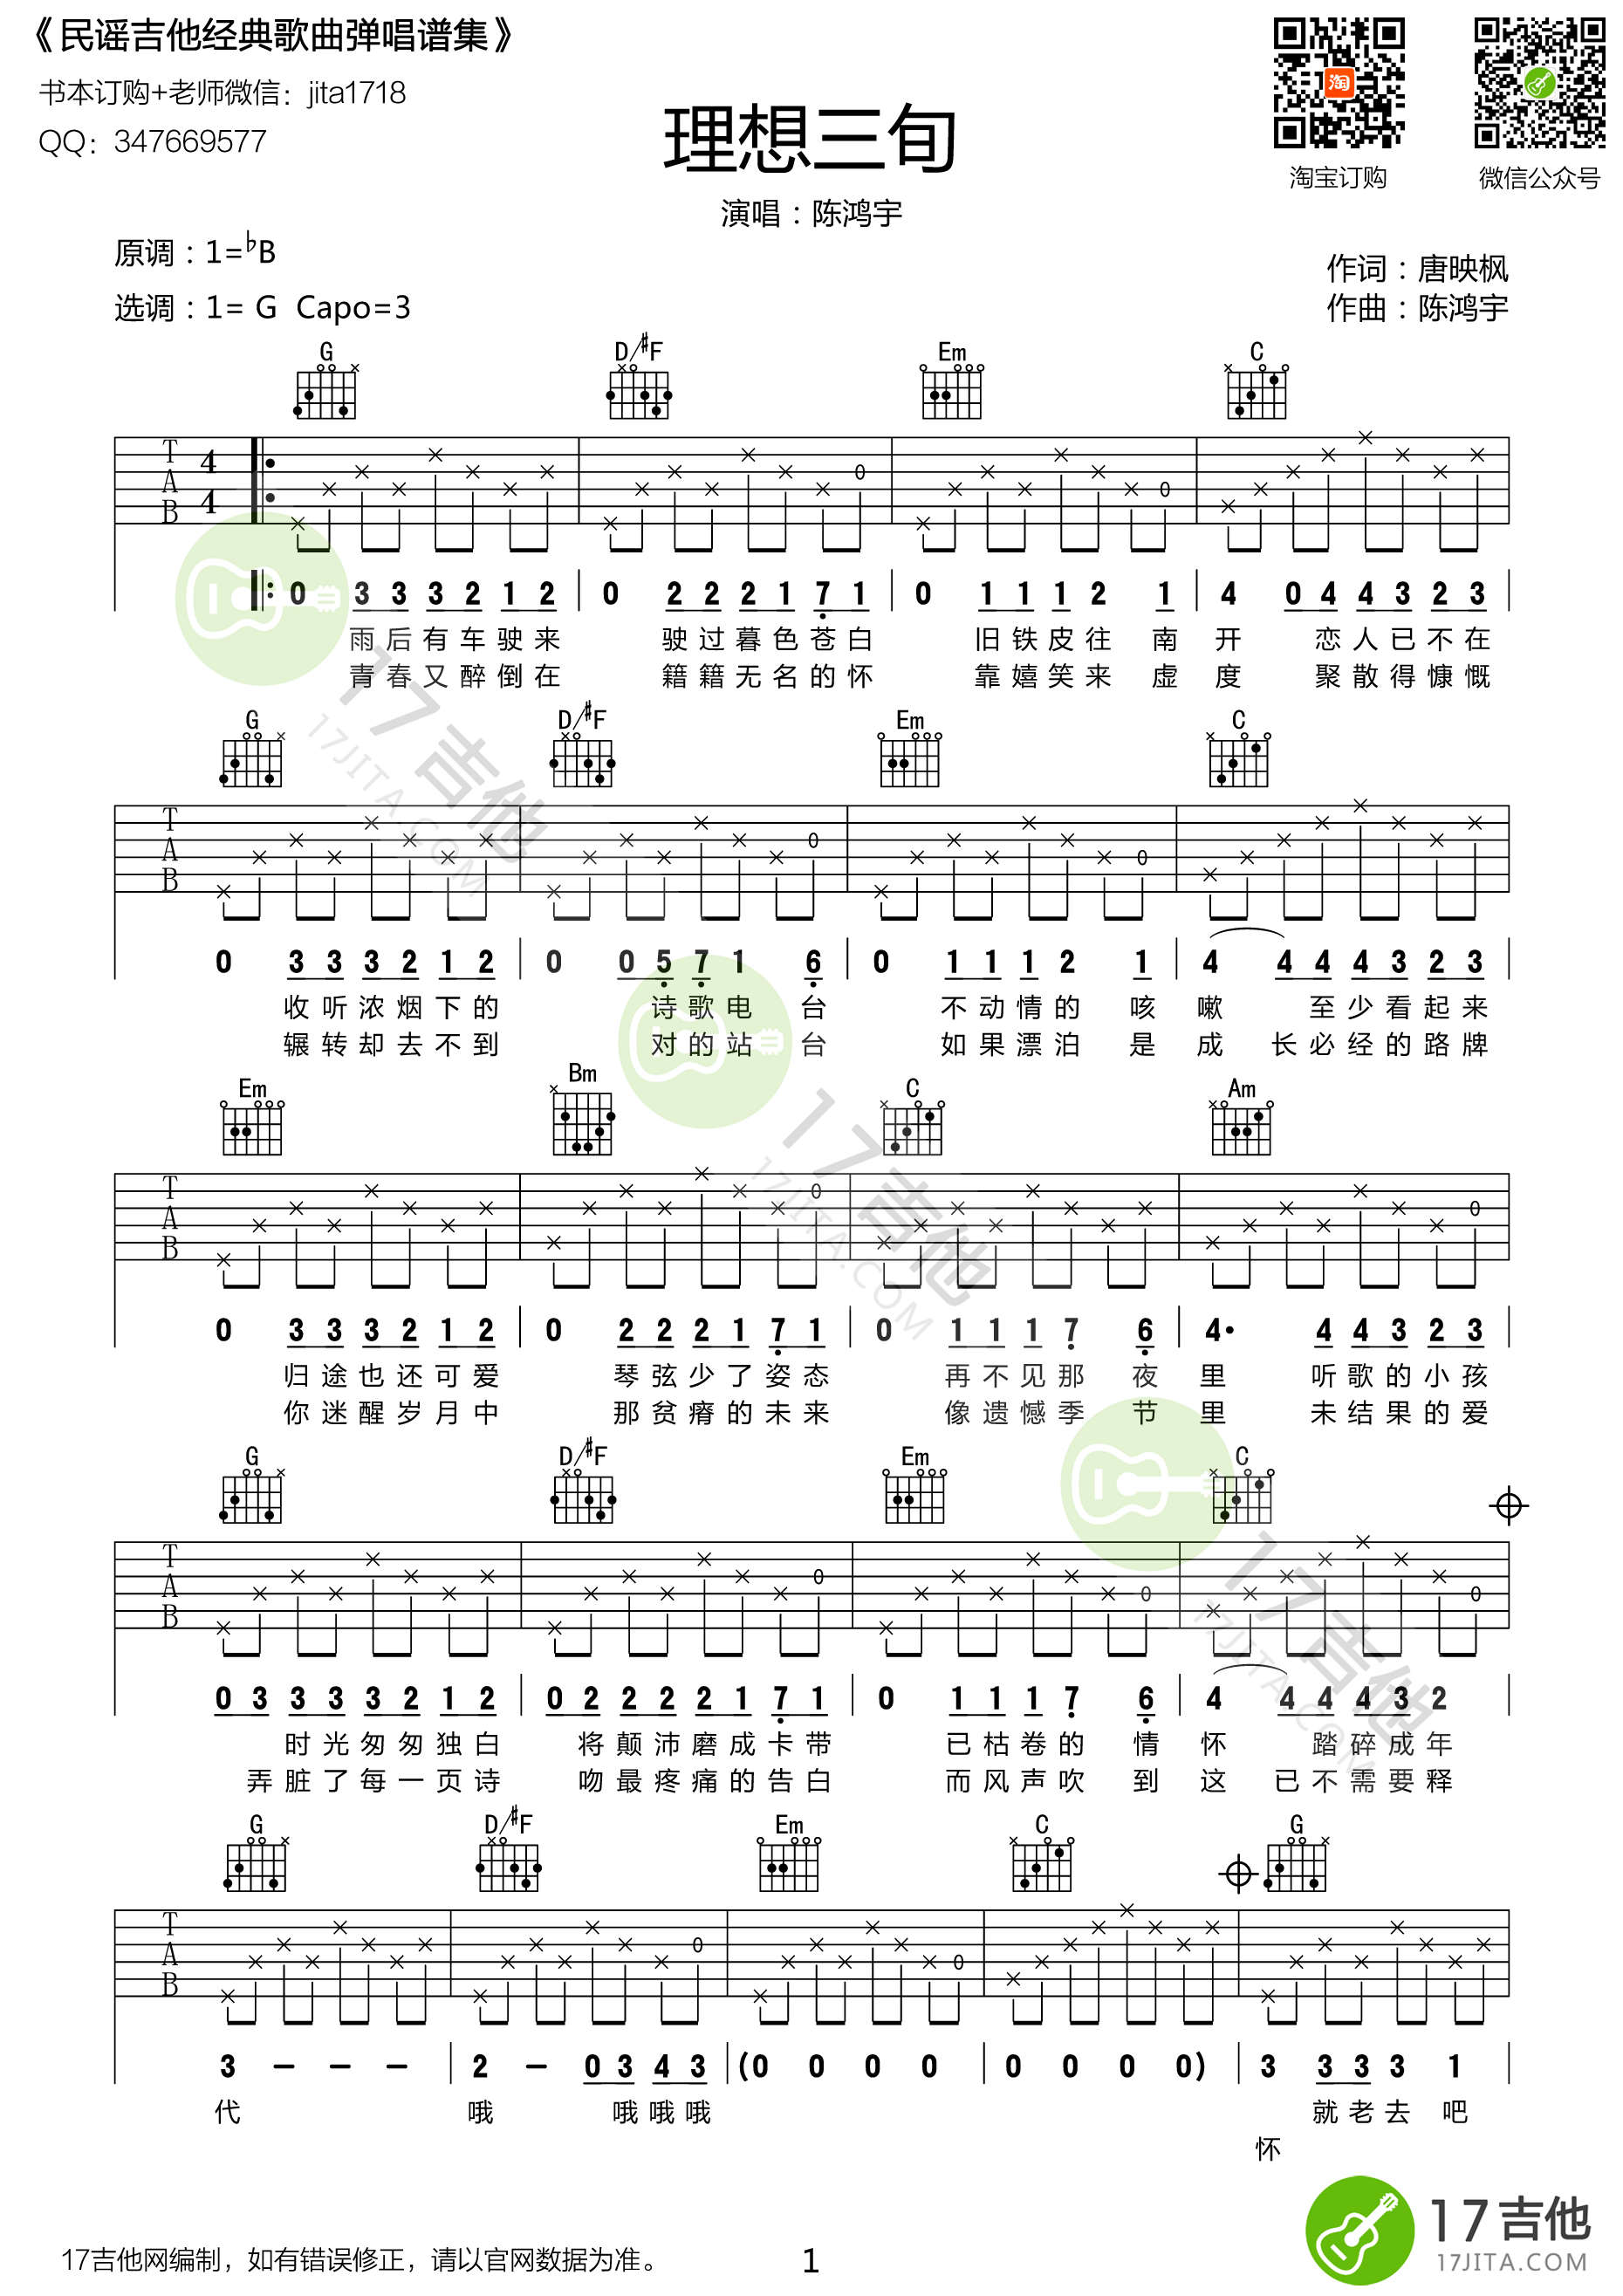 《民谣吉他经典歌曲弹唱谱集》
书本订购+老师微信：jita1718
QQ：347669577
淘
淘宝订购
微信公众号
理想三旬
演唱：陈鸿宇
原调：1=♭B
选调：1= G Capo=3
作词：唐映枫
作曲：陈鸿宇
G D/♯F Em C
T A B 4 4
0 3 3 3 2 1 2 | 0 2 2 2 1 7 1 | 0 1 1 1 2 1 | 4 0 4 4 3 2 3
雨后有车驶来 驶过暮色苍白 旧铁皮往南开 恋人已不在
青春又醉倒在 籍籍无名的怀 靠嬉笑来虚度 聚散得慷慨
G D/♯F Em C
T A B
0 3 3 3 2 1 2 | 0 0 5 7 1 6 | 0 1 1 1 2 1 | 4 4 4 4 3 2 3
收听浓烟下的 诗歌电台 不动情的咳嗽 至少看起来
辗转却去不到 对的站台 如果漂泊是成长必经的路牌
Em Bm C Am
T A B
0 3 3 3 2 1 2 | 0 2 2 2 1 7 1 | 0 1 1 1 7 6 | 4• 4 4 3 2 3
归途也还可爱 琴弦少了姿态 再不见那夜里 听歌的小孩
你迷醒岁月中 那贫瘠的未来 像遗憾季节里 未结果的爱
G D/♯F Em C
T A B
0 3 3 3 3 2 1 2 | 0 2 2 2 2 1 7 1 | 0 1 1 1 7 6 | 4 4 4 4 3 2
时光匆匆独白 将颠沛磨成卡带 已枯卷的情怀 踏碎成年
弄脏了每一页诗 吻最疼痛的告白 而风声吹到这 已不需要释
G D/♯F Em C G
T A B
3 – – – | 2 – 0 3 4 3 | (0 0 0 0 | 0 0 0 0) | 3 3 3 3 1
代 哦 哦哦哦 就老去吧
怀
17吉他网编制，如有错误修正，请以官网数据为准。
1
17吉他
17JITA.COM
17吉他
17JITA.COM
17吉他
17JITA.COM
17吉他
17JITA.COM